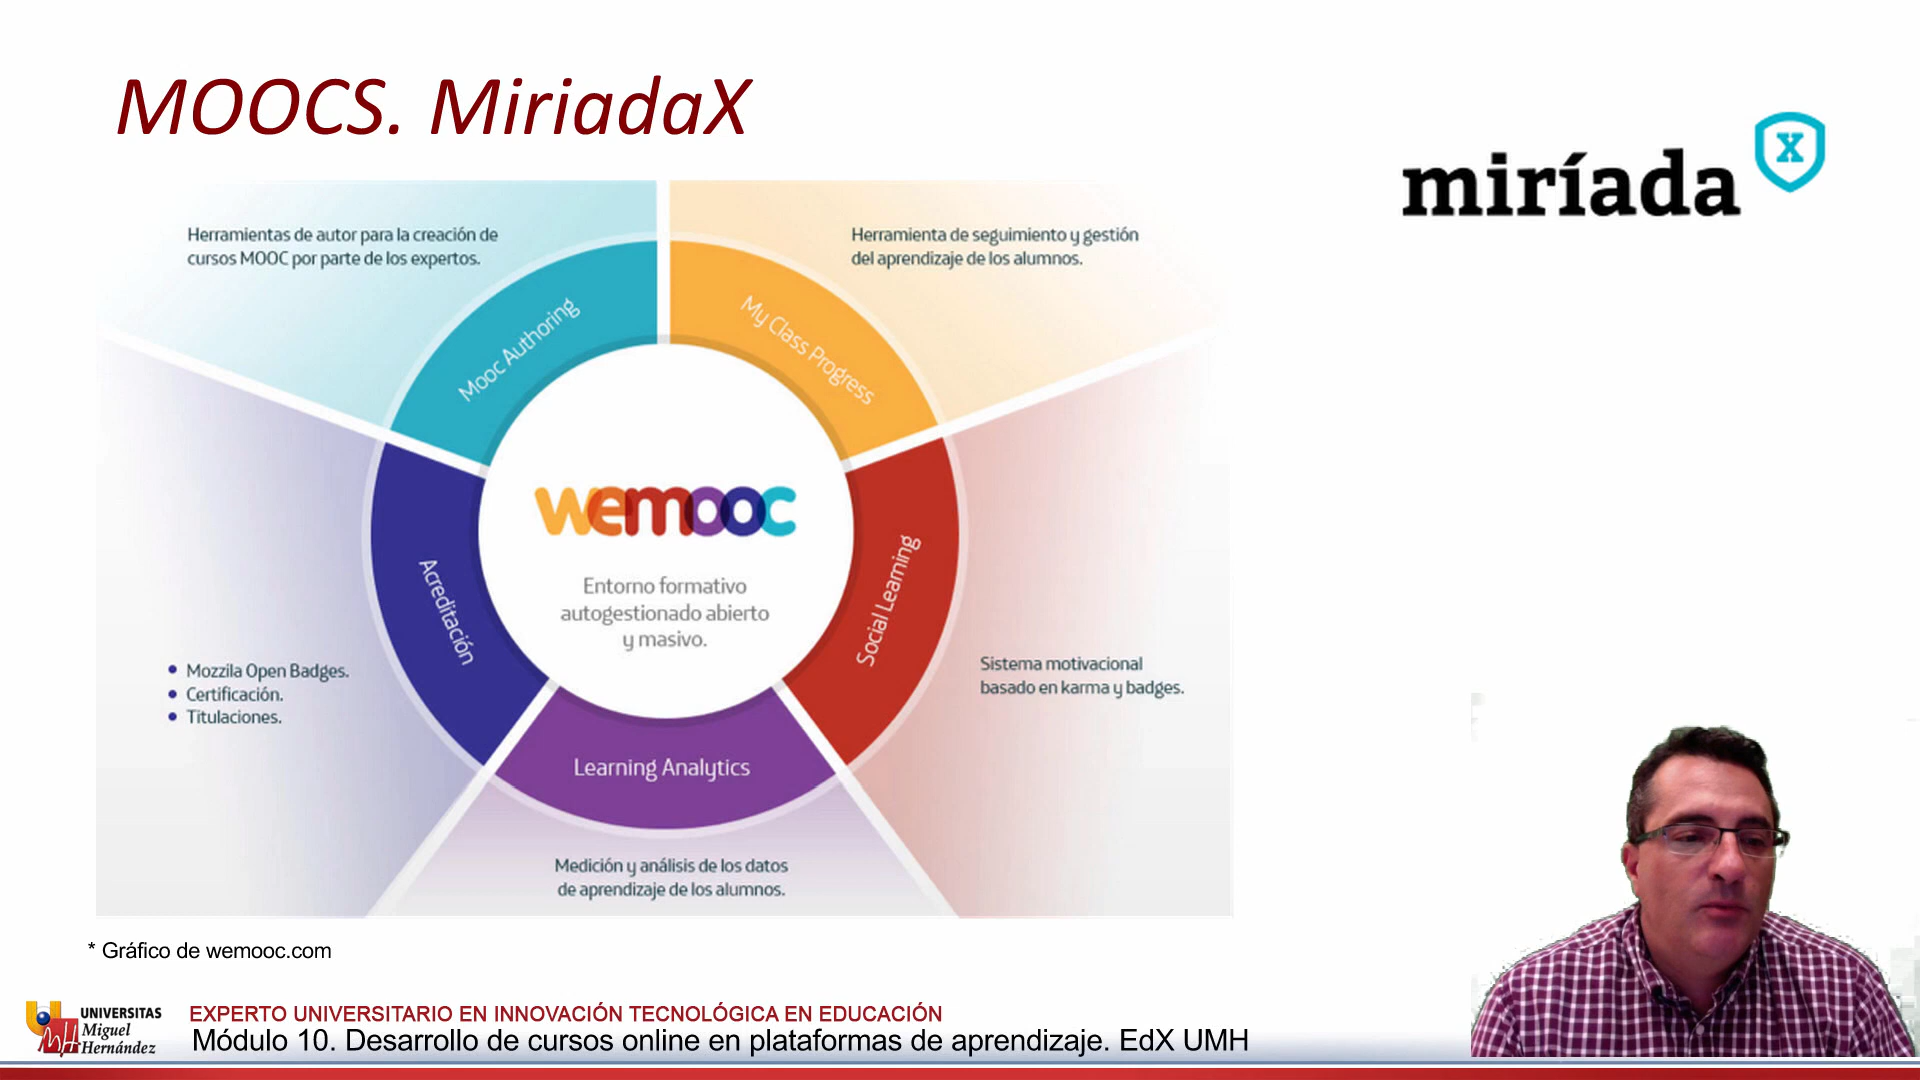 MOOCS. MiriadaX
miríada X
Herramientas de autor para la creación de
cursos MOOC por parte de los expertos.
Herramienta de seguimiento y gestión
del aprendizaje de los alumnos.
Mooc Authoring
My Class Progress
wemooc
Entorno formativo
autogestionado abierto
y masivo.
Acreditación
Social Learning
• Mozzila Open Badges.
• Certificación.
• Titulaciones.
Sistema motivacional
basado en karma y badges.
Learning Analytics
Medición y análisis de los datos
de aprendizaje de los alumnos.
* Gráfico de wemooc.com
UMH
UNIVERSITAS
Miguel
Hernández
EXPERTO UNIVERSITARIO EN INNOVACIÓN TECNOLÓGICA EN EDUCACIÓN
Módulo 10. Desarrollo de cursos online en plataformas de aprendizaje. EdX UMH